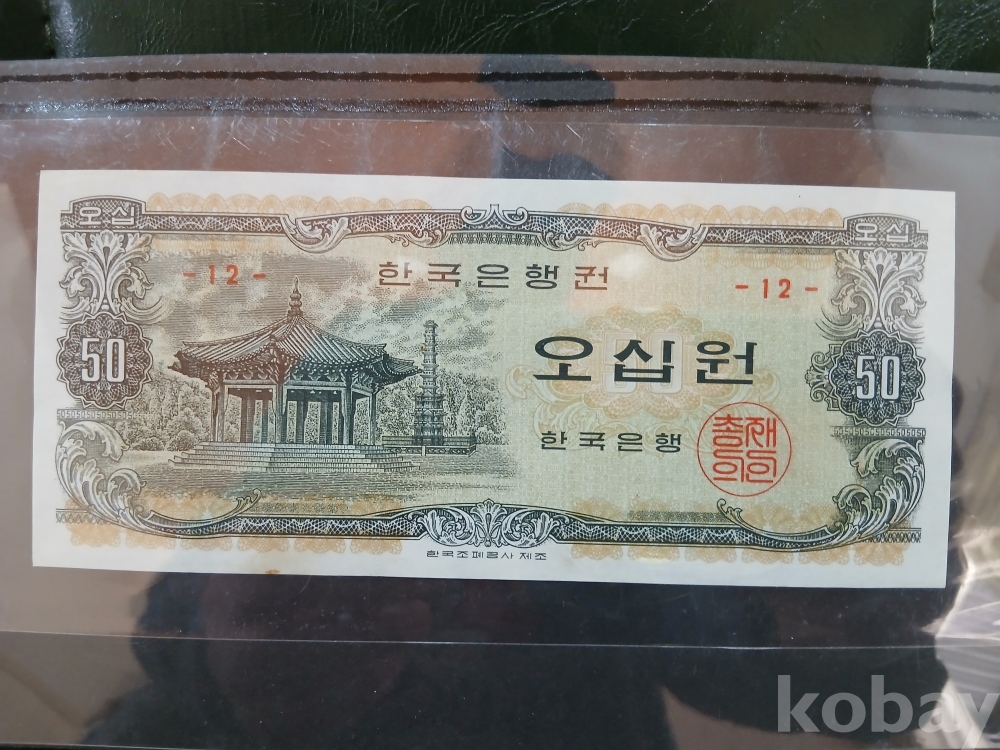 오십 오십
- 12 - 한국은행권 - 12 -
오십원
50 50
한국은행
총재의인
한국조폐공사 제조
kobay